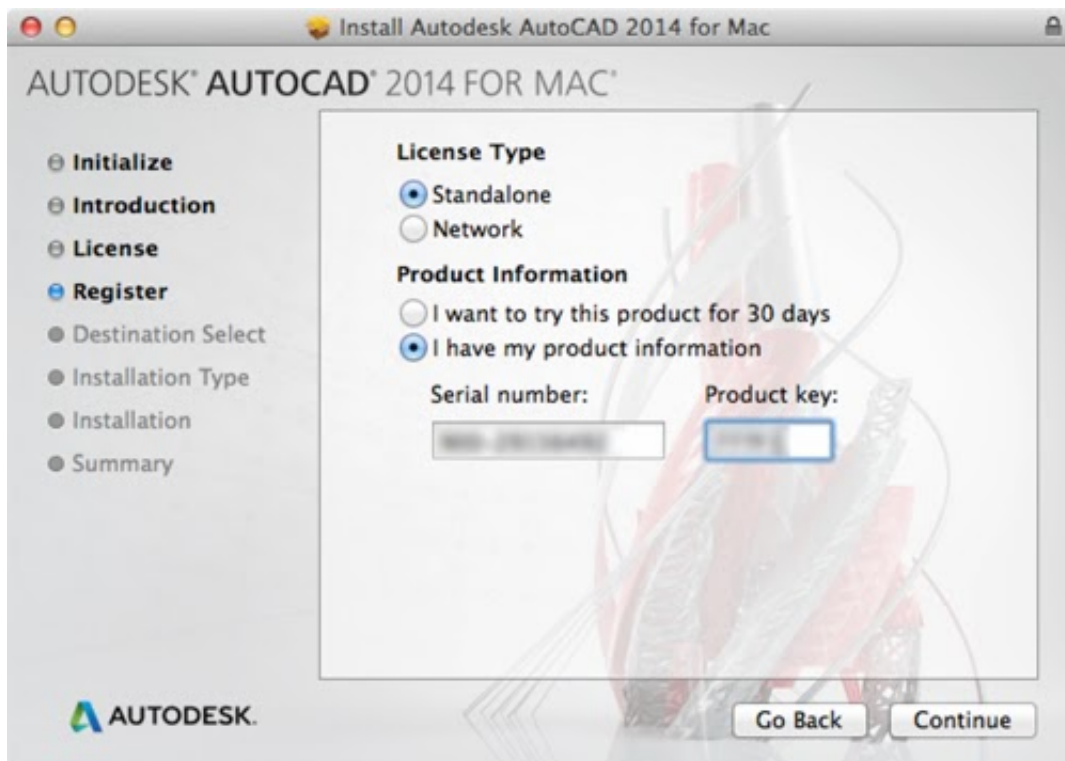 Install Autodesk AutoCAD 2014 for Mac
AUTODESK® AUTOCAD® 2014 FOR MAC®
Initialize
Introduction
License
Register
Destination Select
Installation Type
Installation
Summary
License Type
Standalone
Network
Product Information
I want to try this product for 30 days
I have my product information
Serial number: Product key:
AUTODESK.
Go Back Continue